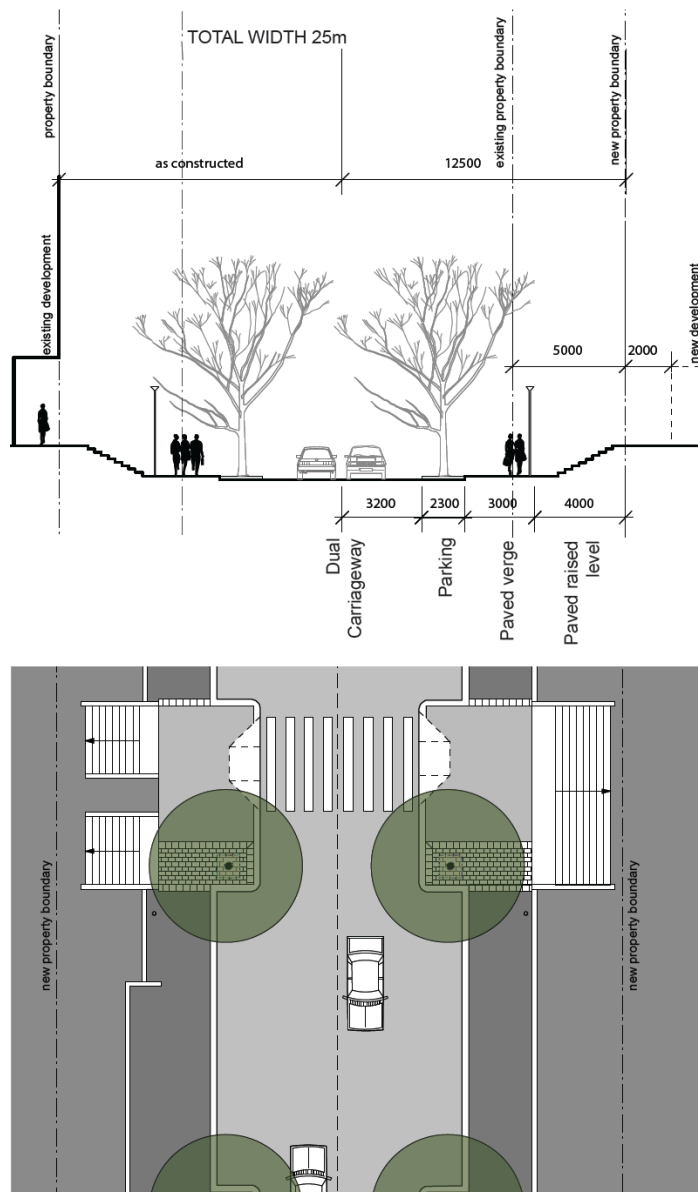 TOTAL WIDTH 25m
property boundary
existing property boundary
new property boundary
as constructed
12500
existing development
new development
5000
2000
3200
2300
3000
4000
Dual
Carriageway
Parking
Paved verge
Paved raised
level
new property boundary
new property boundary